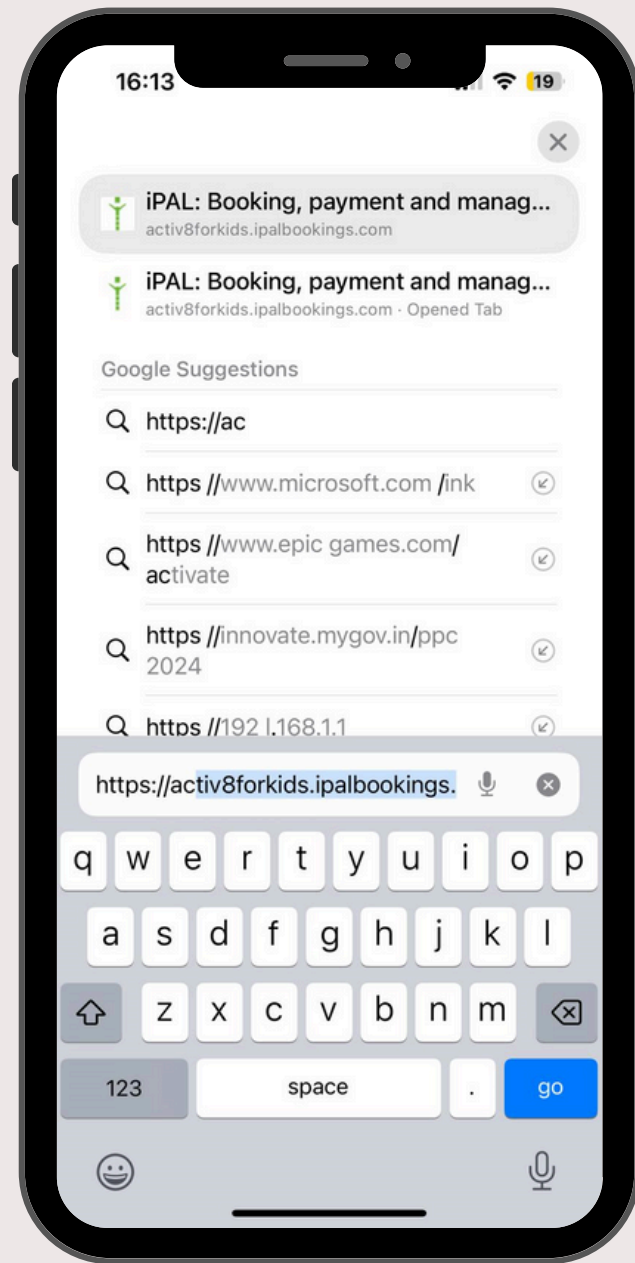 16:13
19
iPAL: Booking, payment and manag...
activ8forkids.ipalbookings.com
iPAL: Booking, payment and manag...
activ8forkids.ipalbookings.com · Opened Tab
Google Suggestions
https://ac
https //www.microsoft.com /ink
https //www.epic games.com/
activate
https //innovate.mygov.in/ppc
2024
https //192 l.168.1.1
https://activ8forkids.ipalbookings.
q w e r t y u i o p
a s d f g h j k l
z x c v b n m
123 space . go